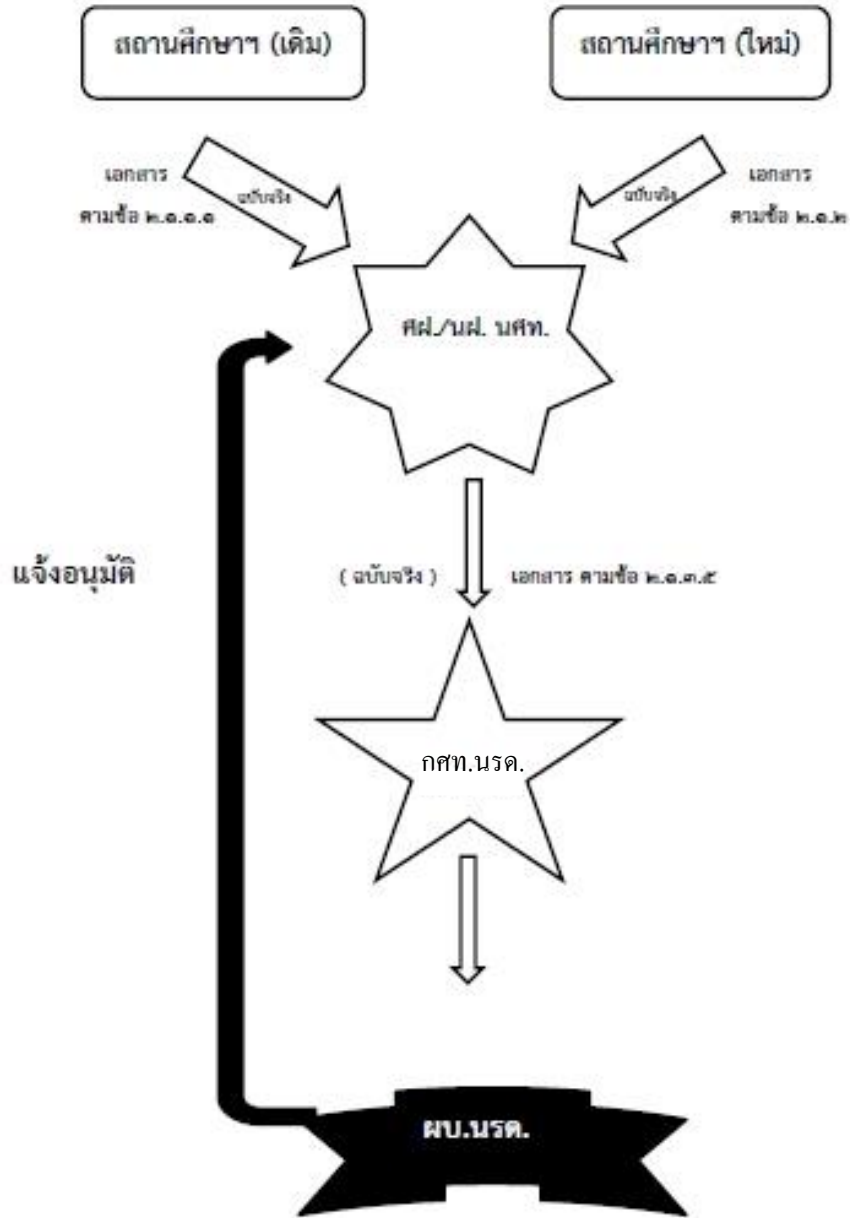 สถานศึกษาฯ (เดิม)
สถานศึกษาฯ (ใหม่)
เอกสาร
ตามข้อ ๒.๑.๑.๑
ฉบับจริง
ฉบับจริง
เอกสาร
ตามข้อ ๒.๑.๒
ศฝ./นฝ. นศท.
แจ้งอนุมัติ
( ฉบับจริง )
เอกสาร ตามข้อ ๒.๑.๓.๕
กศท.นรด.
ผบ.นรด.